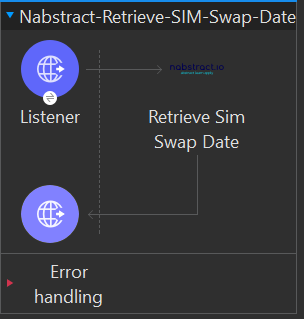 Nabstract-Retrieve-SIM-Swap-Date
nabstract.io
Listener
Retrieve Sim
Swap Date
Error
handling